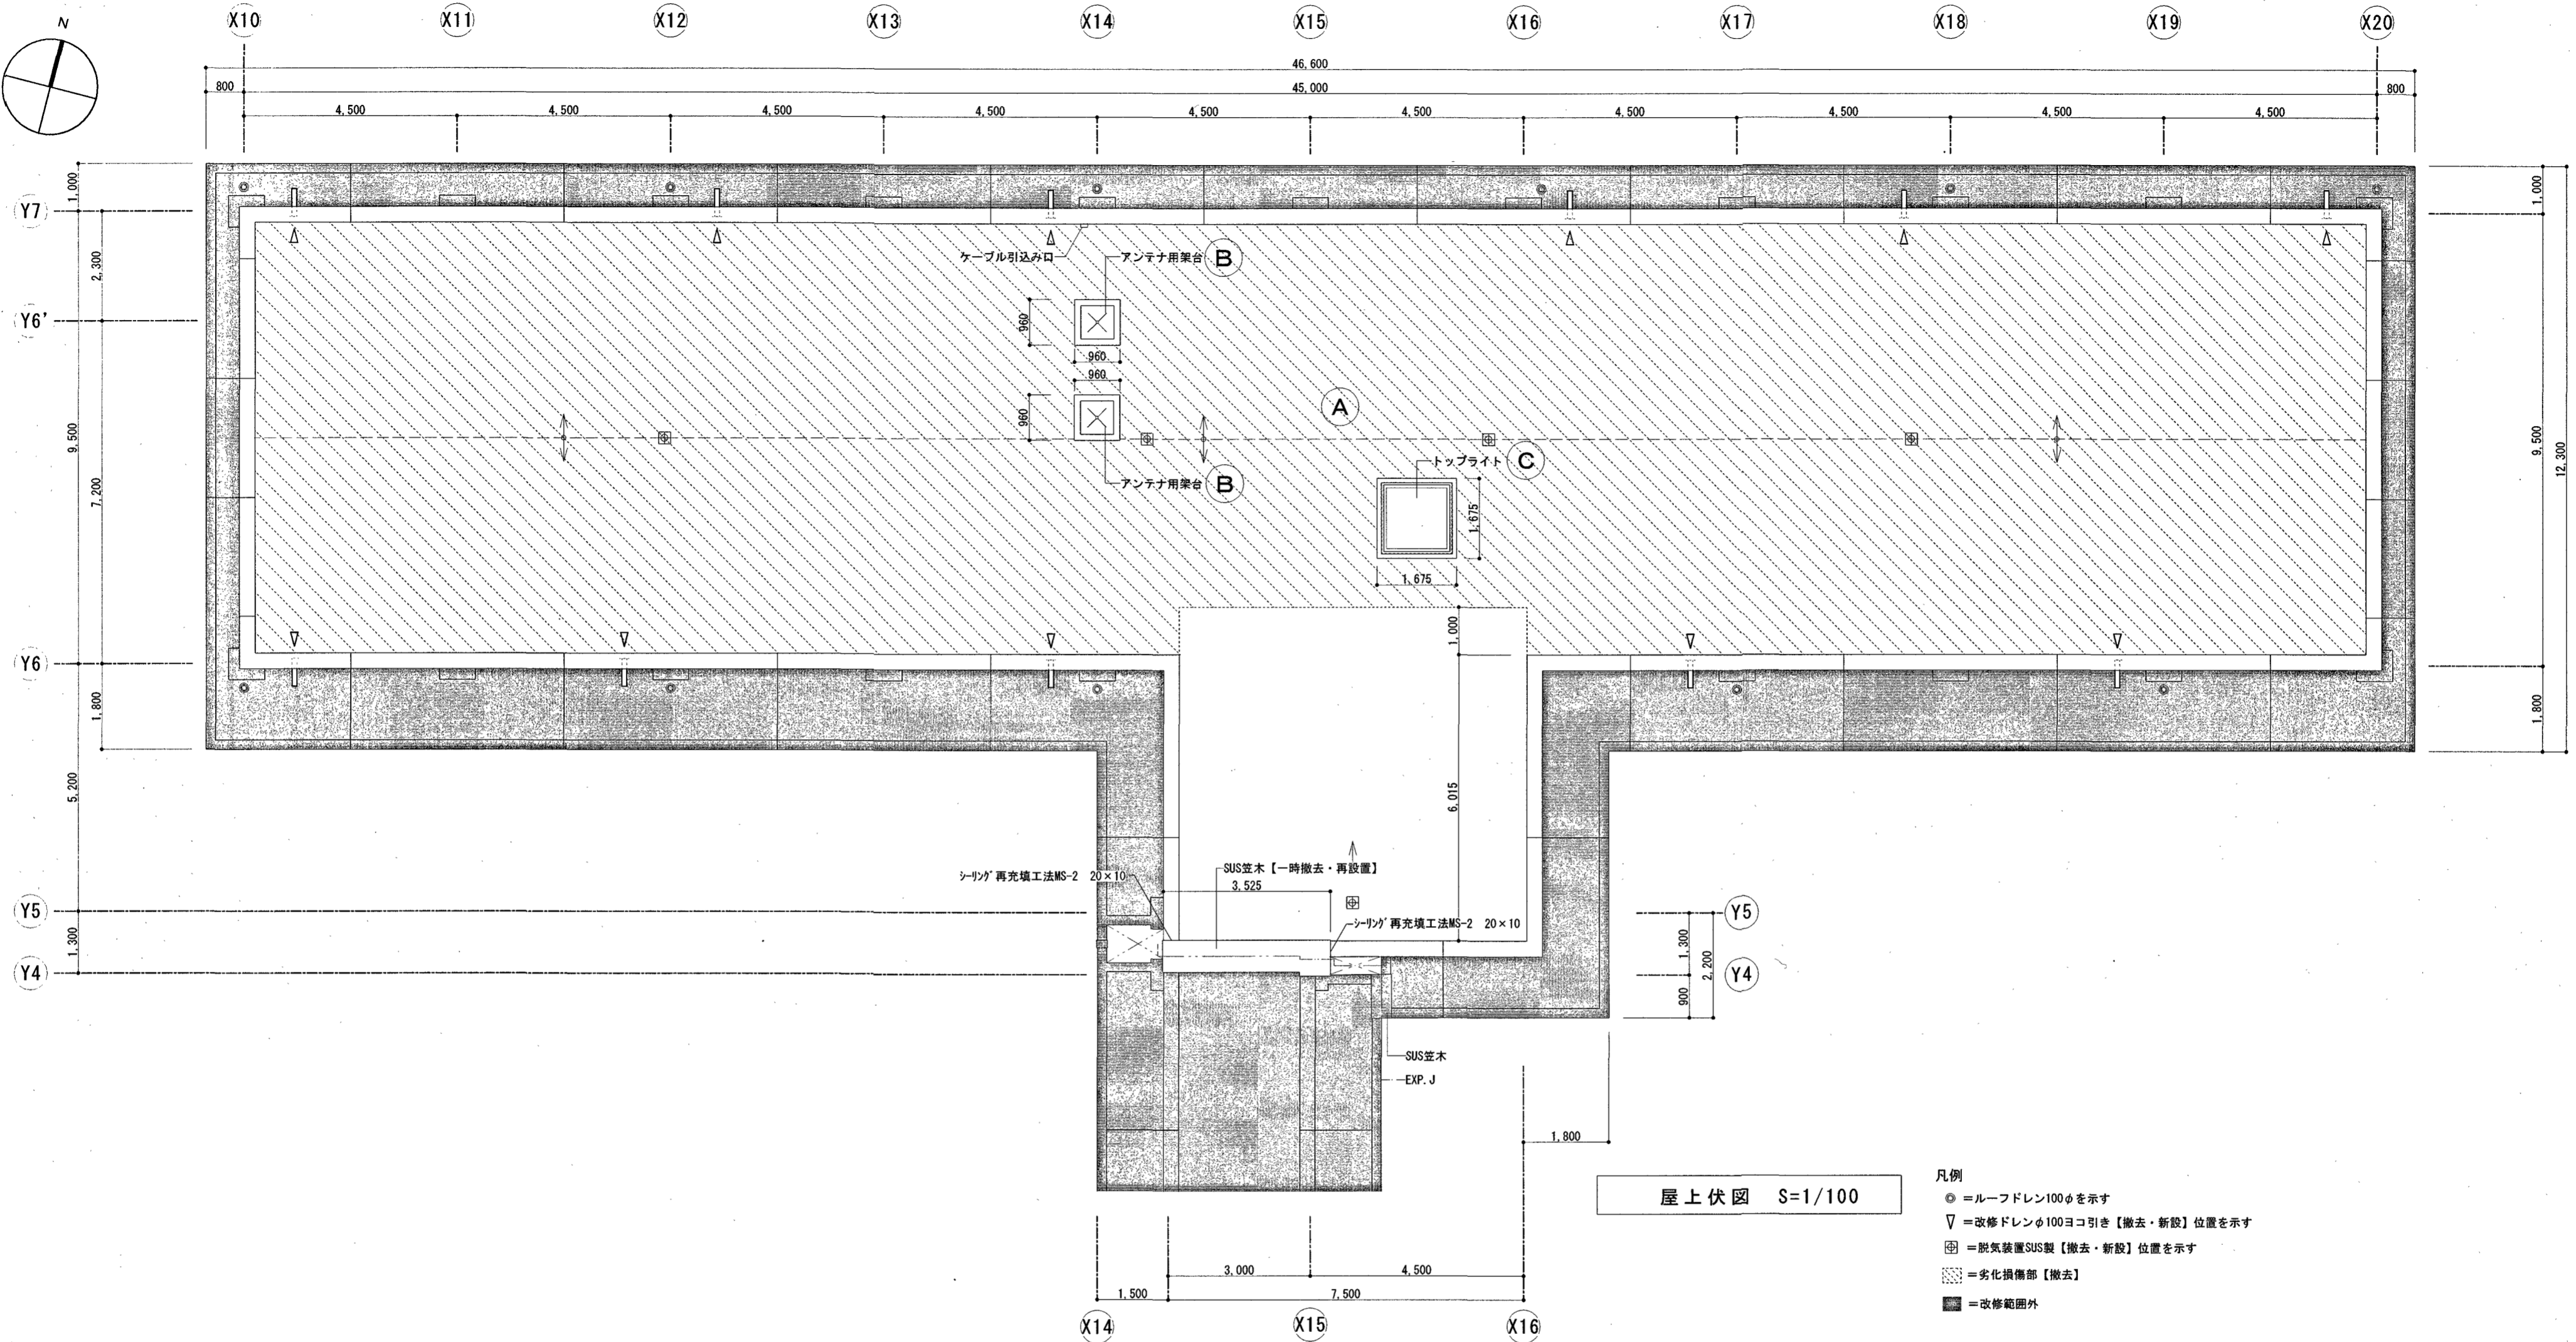 N
X10 X11 X12 X13 X14 X15 X16 X17 X18 X19 X20
46,600
800 45,000 800
4,500 4,500 4,500 4,500 4,500 4,500 4,500 4,500 4,500 4,500
1,000 1,000
Y7
2,300
ケーブル引込み口 アンテナ用架台 B
Y6'
960
960
960
960
A
9,500 9,500
12,300
トップライト C
アンテナ用架台 B
7,200
1,675
1,675
1,000
Y6
1,800 1,800
5,200
6,015
SUS笠木【一時撤去・再設置】
シーリング再充填工法MS-2 20×10
3,525
Y5 Y5
シーリング再充填工法MS-2 20×10
1,300 1,300
2,200
Y4 Y4
900
SUS笠木
EXP.J
1,800
屋上伏図 S=1/100
凡例
◎ =ルーフドレン100φを示す
▽ =改修ドレンφ100ヨコ引き【撤去・新設】位置を示す
=脱気装置SUS製【撤去・新設】位置を示す
=劣化損傷部【撤去】
=改修範囲外
3,000 4,500
1,500 7,500
X14 X15 X16